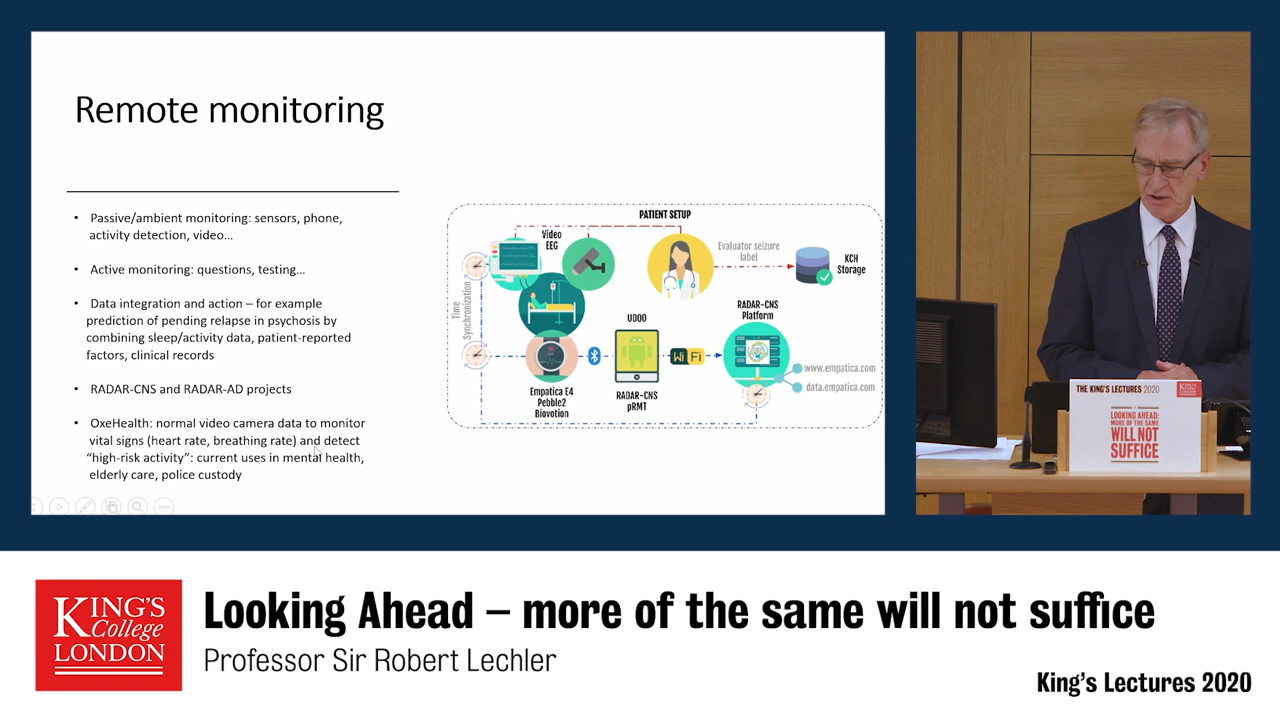 Remote monitoring
• Passive/ambient monitoring: sensors, phone,
activity detection, video...
• Active monitoring: questions, testing...
• Data integration and action – for example
prediction of pending relapse in psychosis by
combining sleep/activity data, patient-reported
factors, clinical records
• RADAR-CNS and RADAR-AD projects
• OxeHealth: normal video camera data to monitor
vital signs (heart rate, breathing rate) and detect
“high-risk activity”: current uses in mental health,
elderly care, police custody
PATIENT SETUP
Video
EEG
Evaluator seizure
label
KCH
Storage
Time
Synchronization
UDOO
RADAR-CNS
Platform
Wi Fi
www.empatica.com
data.empatica.com
Empatica E4
Pebble2
Biovotion
RADAR-CNS
pRMT
THE KING'S LECTURES 2020
LOOKING AHEAD:
MORE OF THE SAME
WILL NOT
SUFFICE
KING'S
College
LONDON
Looking Ahead – more of the same will not suffice
Professor Sir Robert Lechler
King's Lectures 2020